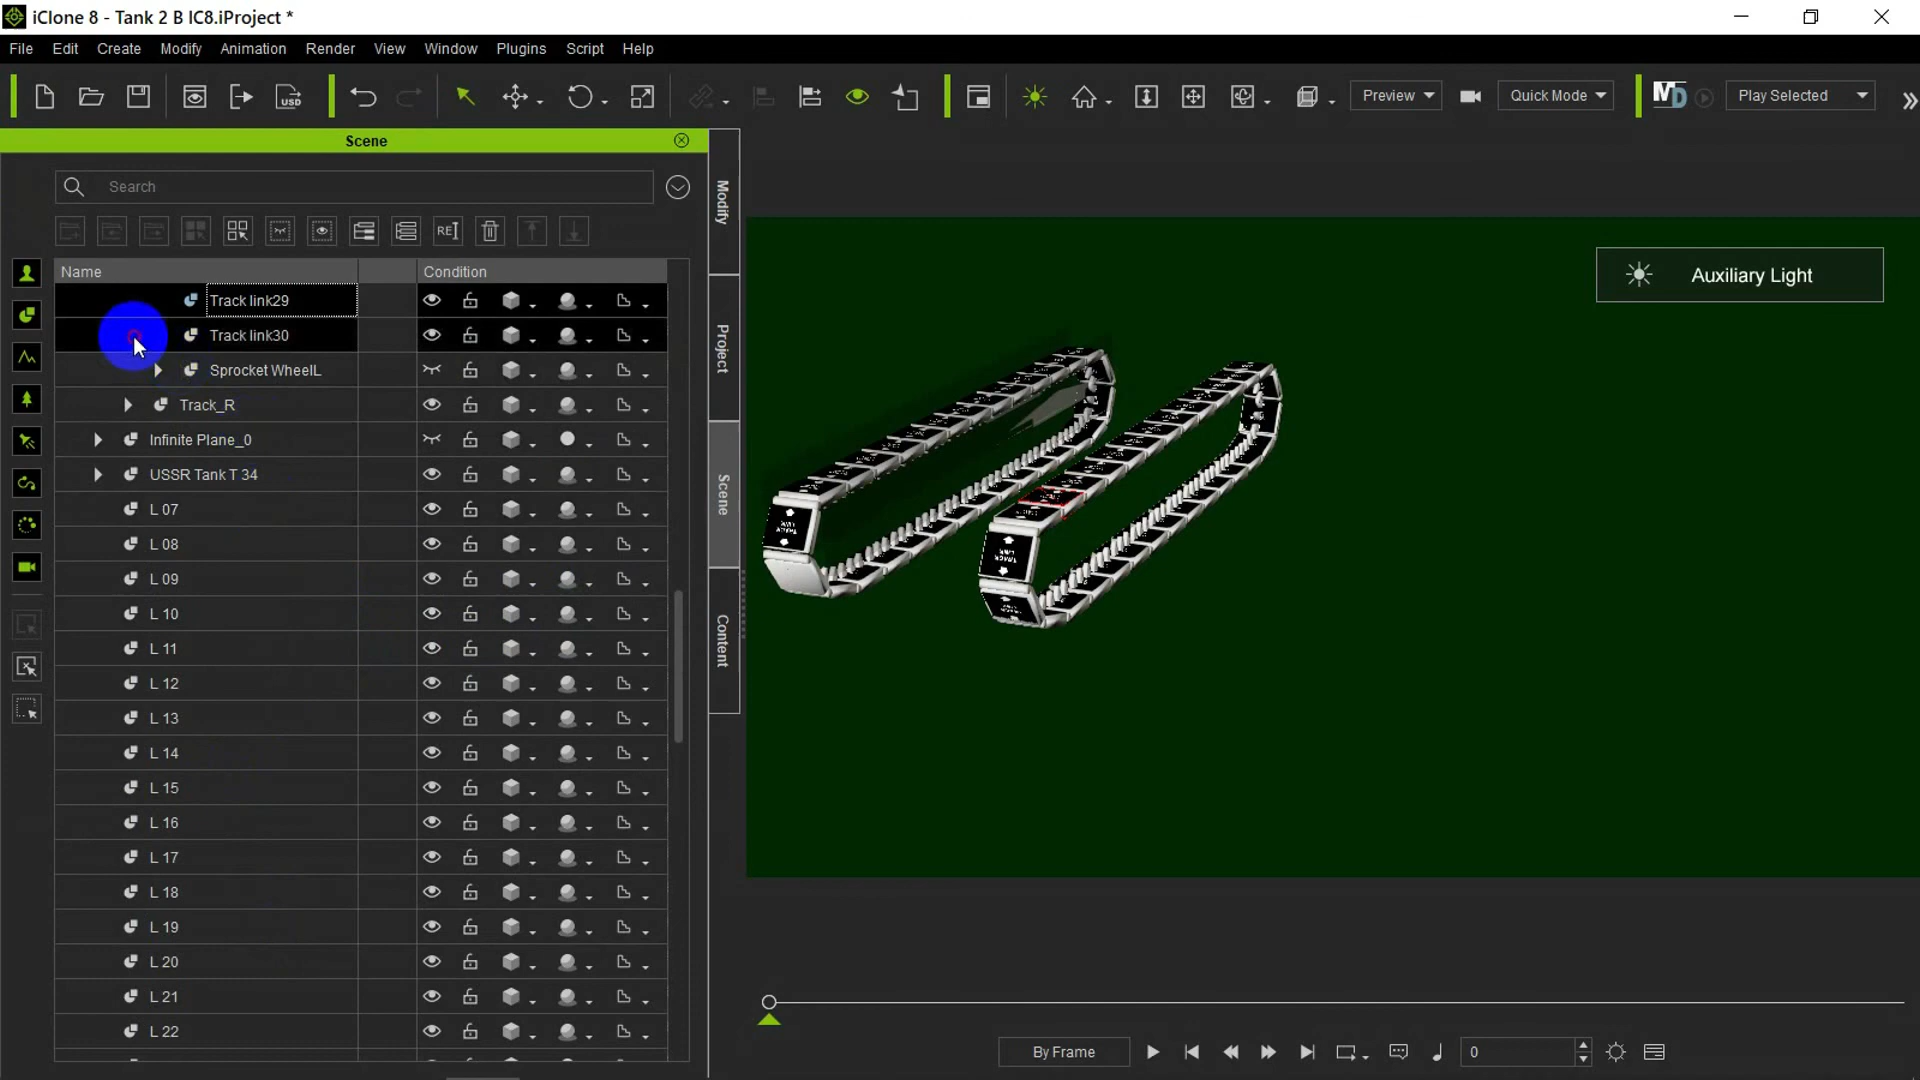 iClone 8 - Tank 2 B IC8.iProject *
File Edit Create Modify Animation Render View Window Plugins Script Help
USD
Preview
Quick Mode
MD
Play Selected
Scene
Search
REI
Name
Condition
Track link29
Track link30
Sprocket WheelL
Track_R
Infinite Plane_0
USSR Tank T 34
L 07
L 08
L 09
L 10
L 11
L 12
L 13
L 14
L 15
L 16
L 17
L 18
L 19
L 20
L 21
L 22
Modify
Project
Scene
Content
Auxiliary Light
By Frame
0